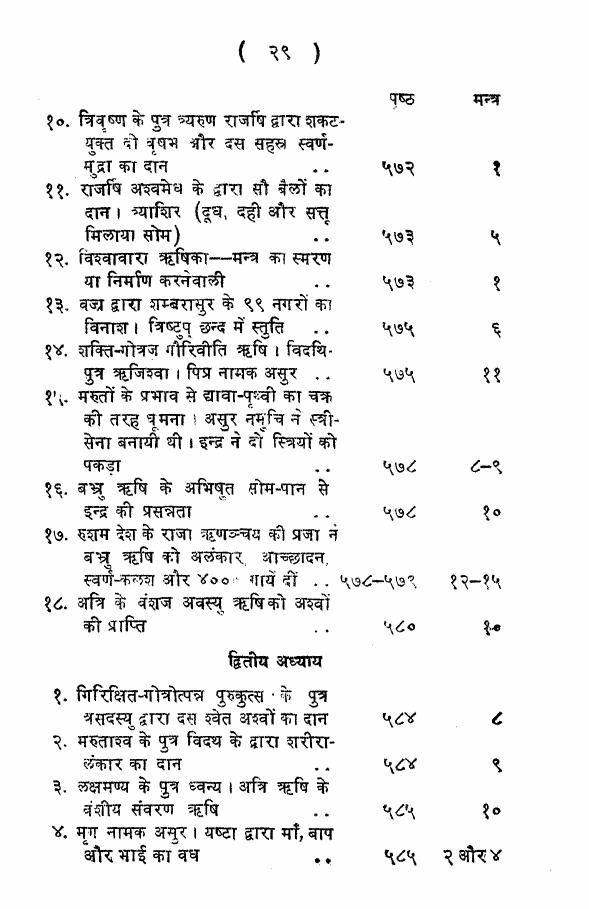 ( २९ )
पृष्ठ मन्त्र
१०. त्रिवृष्ण के पुत्र त्र्यरुण राजर्षि द्वारा शकट-
युक्त दो वृषभ और दस सहस्र स्वर्ण-
मुद्रा का दान .. ५७२ १
११. राजर्षि अश्वमेध के द्वारा सौ बैलों का
दान। त्र्याशिर (दूध, दही और सत्तू
मिलाया सोम) .. ५७३ ५
१२. विश्वावारा ऋषिका--मन्त्र का स्मरण
या निर्माण करनेवाली .. ५७३ १
१३. वज्र द्वारा शम्बरासुर के ९९ नगरों का
विनाश। त्रिष्टुप् छन्द में स्तुति .. ५७५ ६
१४. शक्ति-गोत्रज गौरिवीति ऋषि। विदथि-
पुत्र ऋजिश्वा। पिप्र नामक असुर .. ५७५ ११
१५. मरुतों के प्रभाव से द्यावा-पृथ्वी का चक्र
की तरह घूमना। असुर नमुचि ने स्त्री-
सेना बनायी थी। इन्द्र ने दो स्त्रियों को
पकड़ा .. ५७८ ८-९
१६. बभ्रु ऋषि के अभिषुत सोम-पान से
इन्द्र की प्रसन्नता .. ५७८ १०
१७. रुशम देश के राजा ऋणञ्चय की प्रजा ने
बभ्रु ऋषि को अलंकार, आच्छादन,
स्वर्ण-कलश और ४००० गायें दीं .. ५७८-५७९ १२-१५
१८. अत्रि के वंशज अवस्यु ऋषि को अश्वों
की प्राप्ति .. ५८० १०
द्वितीय अध्याय
१. गिरिक्षित-गोत्रोत्पन्न पुरुकुत्स के पुत्र
त्रसदस्यु द्वारा दस श्वेत अश्वों का दान ५८४ ८
२. मरुताश्व के पुत्र विदथ के द्वारा शरीरा-
लंकार का दान .. ५८४ ९
३. लक्षमण्य के पुत्र ध्वन्य। अत्रि ऋषि के
वंशीय संवरण ऋषि .. ५८५ १०
४. मृग नामक असुर। यष्टा द्वारा माँ, बाप
और भाई का वध .. ५८५ २ और ४